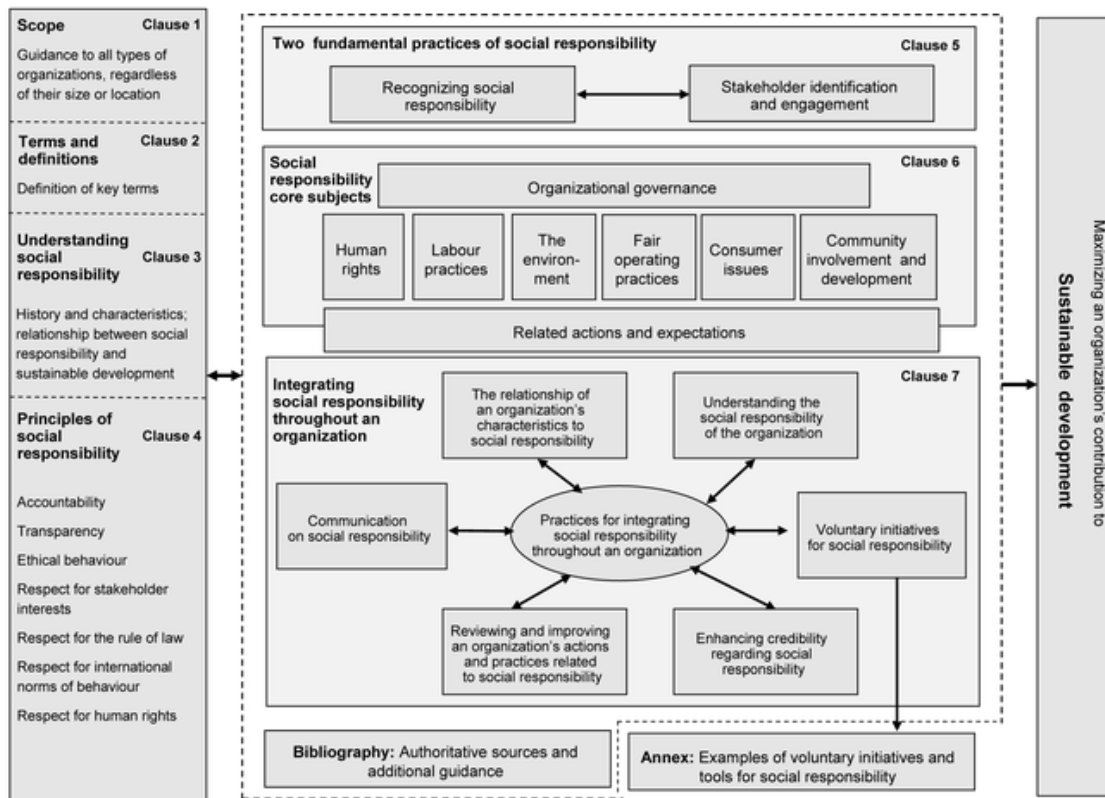 Scope Clause 1
Guidance to all types of
organizations, regardless
of their size or location
Terms and Clause 2
definitions
Definition of key terms
Understanding
social Clause 3
responsibility
History and characteristics;
relationship between social
responsibility and
sustainable development
Principles of
social Clause 4
responsibility
Accountability
Transparency
Ethical behaviour
Respect for stakeholder
interests
Respect for the rule of law
Respect for international
norms of behaviour
Respect for human rights
Two fundamental practices of social responsibility Clause 5
Recognizing social
responsibility
Stakeholder identification
and engagement
Social Clause 6
responsibility
core subjects
Organizational governance
Human
rights
Labour
practices
The
environ-
ment
Fair
operating
practices
Consumer
issues
Community
involvement and
development
Related actions and expectations
Integrating Clause 7
social responsibility
throughout an
organization
The relationship of
an organization's
characteristics to
social responsibility
Understanding the
social responsibility
of the organization
Communication
on social responsibility
Practices for integrating
social responsibility
throughout an organization
Voluntary initiatives
for social responsibility
Reviewing and improving
an organization's actions
and practices related
to social responsibility
Enhancing credibility
regarding social
responsibility
Bibliography: Authoritative sources and
additional guidance
Annex: Examples of voluntary initiatives and
tools for social responsibility
Maximizing an organization's contribution to
Sustainable development